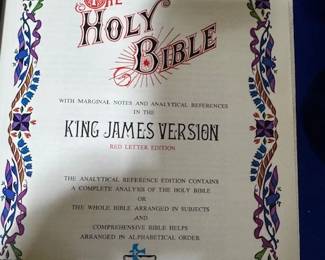 THE
HOLY
BIBLE
WITH MARGINAL NOTES AND ANALYTICAL REFERENCES
IN THE
KING JAMES VERSION
RED LETTER EDITION
THE ANALYTICAL REFERENCE EDITION CONTAINS
A COMPLETE ANALYSIS OF THE HOLY BIBLE
OR
THE WHOLE BIBLE ARRANGED IN SUBJECTS
AND
COMPREHENSIVE BIBLE HELPS
ARRANGED IN ALPHABETICAL ORDER